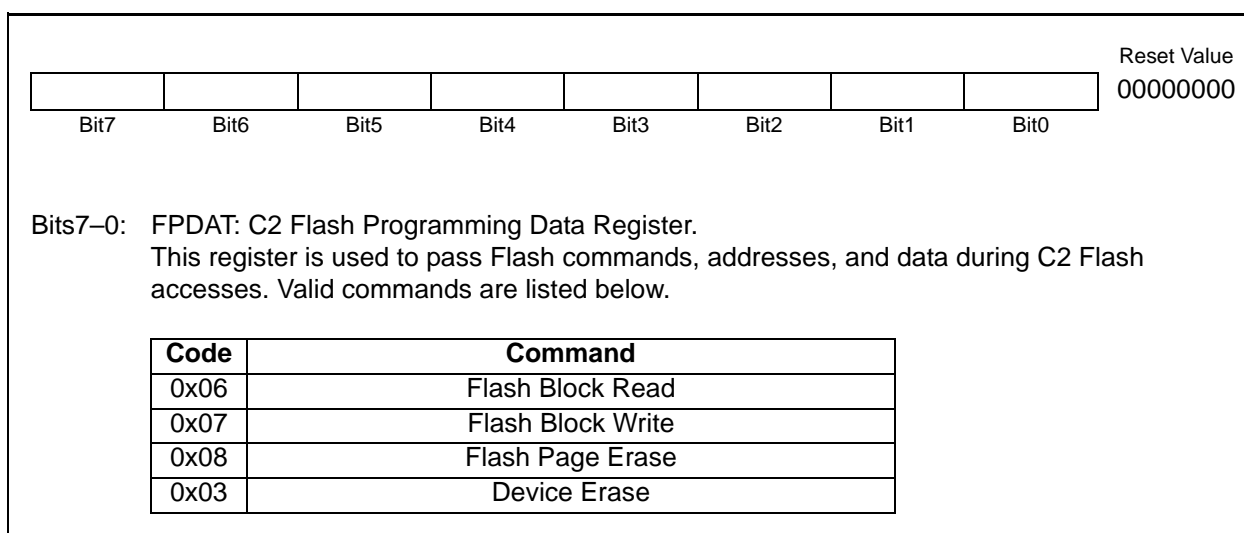 Reset Value
00000000
Bit7 Bit6 Bit5 Bit4 Bit3 Bit2 Bit1 Bit0
Bits7–0: FPDAT: C2 Flash Programming Data Register.
This register is used to pass Flash commands, addresses, and data during C2 Flash
accesses. Valid commands are listed below.
Code Command
0x06 Flash Block Read
0x07 Flash Block Write
0x08 Flash Page Erase
0x03 Device Erase